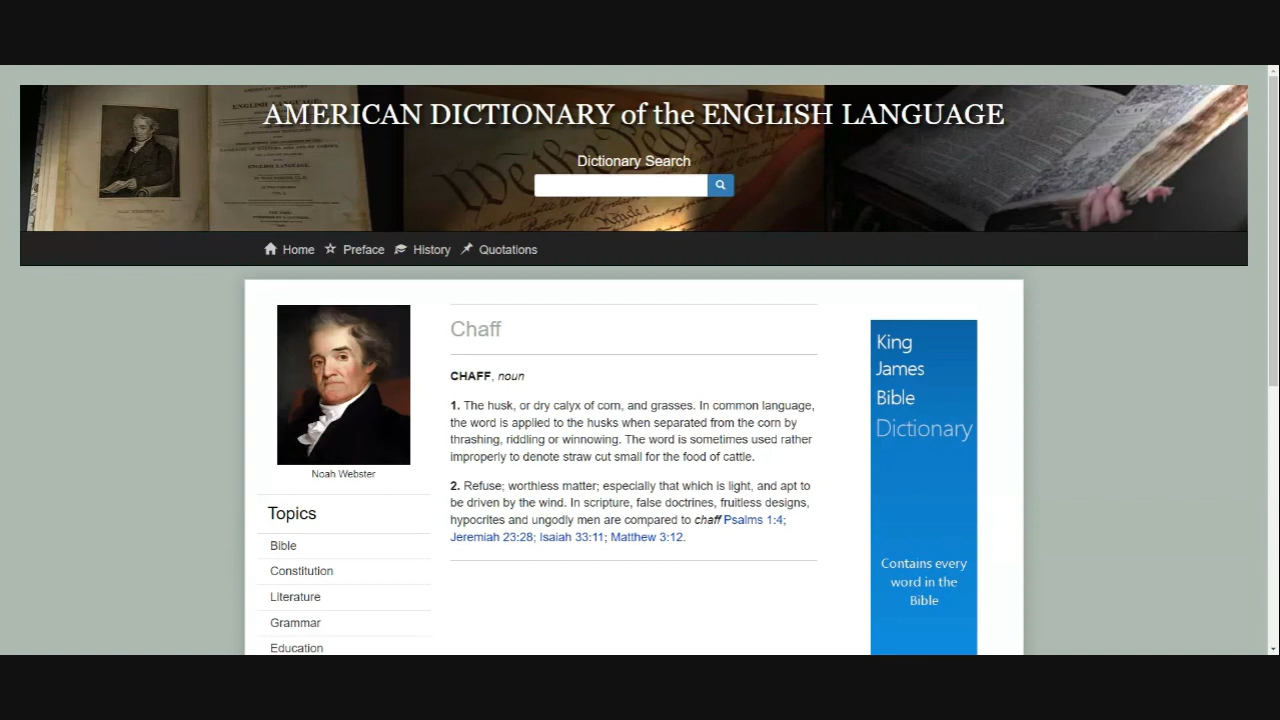 AMERICAN DICTIONARY of the ENGLISH LANGUAGE
Dictionary Search
Home Preface History Quotations
Chaff
CHAFF, noun
1. The husk, or dry calyx of corn, and grasses. In common language,
the word is applied to the husks when separated from the corn by
thrashing, riddling or winnowing. The word is sometimes used rather
improperly to denote straw cut small for the food of cattle.
2. Refuse; worthless matter; especially that which is light, and apt to
be driven by the wind. In scripture, false doctrines, fruitless designs,
hypocrites and ungodly men are compared to chaff Psalms 1:4;
Jeremiah 23:28; Isaiah 33:11; Matthew 3:12.
Noah Webster
Topics
Bible
Constitution
Literature
Grammar
Education
King
James
Bible
Dictionary
Contains every
word in the
Bible